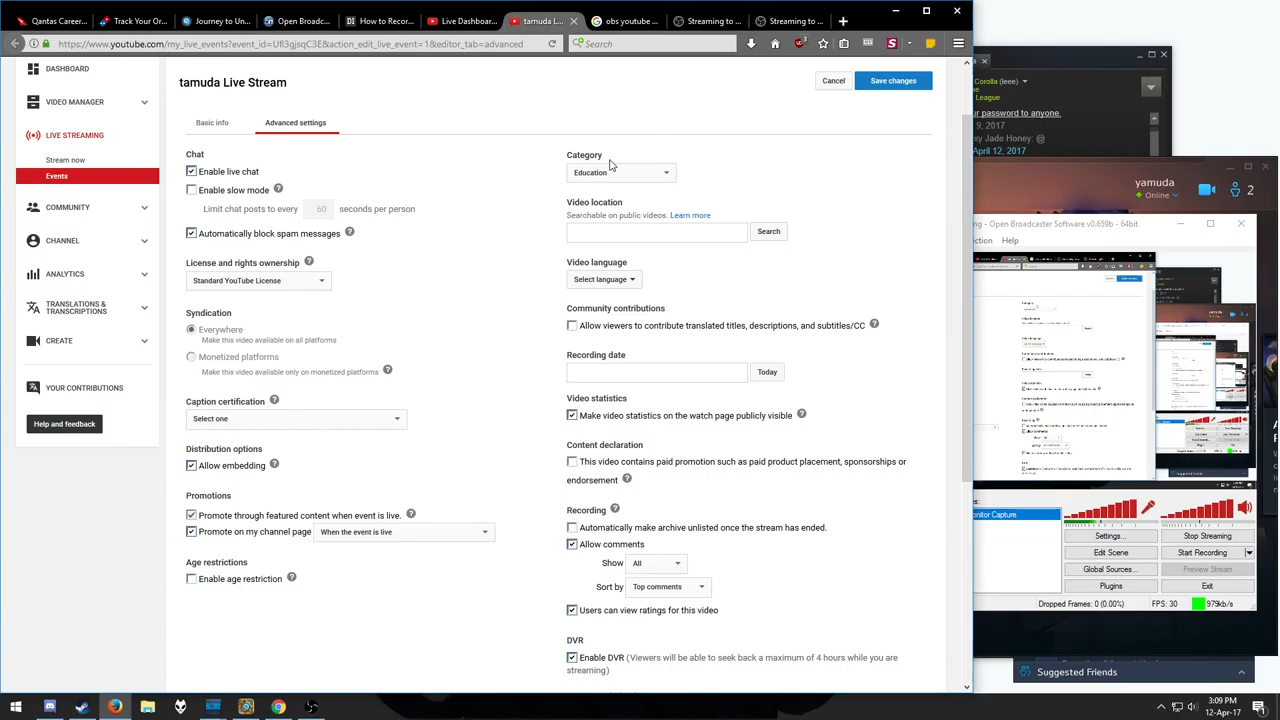 Qantas Career...
Track Your Or...
Journey to Un...
Open Broadc...
How to Recor...
Live Dashboar...
tamuda L...
obs youtube ...
Streaming to ...
Streaming to ...
https://www.youtube.com/my_live_events?event_id=Ufl3gjsqC3E&action_edit_live_event=1&editor_tab=advanced
Search
DASHBOARD
VIDEO MANAGER
LIVE STREAMING
Stream now
Events
COMMUNITY
CHANNEL
ANALYTICS
TRANSLATIONS &
TRANSCRIPTIONS
CREATE
YOUR CONTRIBUTIONS
Help and feedback
tamuda Live Stream
Cancel
Save changes
Basic info
Advanced settings
Chat
Enable live chat
Enable slow mode
Limit chat posts to every 60 seconds per person
Automatically block spam messages
License and rights ownership
Standard YouTube License
Syndication
Everywhere
Make this video available on all platforms
Monetized platforms
Make this video available only on monetized platforms
Caption certification
Select one
Distribution options
Allow embedding
Promotions
Promote through featured content when event is live.
Promote on my channel page
When the event is live
Age restrictions
Enable age restriction
Category
Education
Video location
Searchable on public videos. Learn more
Search
Video language
Select language
Community contributions
Allow viewers to contribute translated titles, descriptions, and subtitles/CC
Recording date
Today
Video statistics
Make video statistics on the watch page publicly visible
Content declaration
This video contains paid promotion such as paid product placement, sponsorships or
endorsement
Recording
Automatically make archive unlisted once the stream has ended.
Allow comments
Show All
Sort by Top comments
Users can view ratings for this video
DVR
Enable DVR (Viewers will be able to seek back a maximum of 4 hours while you are
streaming)
Corolla (leee)
League
our password to anyone.
9, 2017
xy Jade Honey: @
April 12, 2017
yamuda
Online
2
ng - Open Broadcaster Software v0.659b - 64bit
ection Help
onitor Capture
Settings...
Stop Streaming
Edit Scene
Start Recording
Global Sources...
Preview Stream
Plugins
Exit
Dropped Frames: 0 (0.00%)
FPS: 30
979kb/s
Suggested Friends
3:09 PM
12-Apr-17